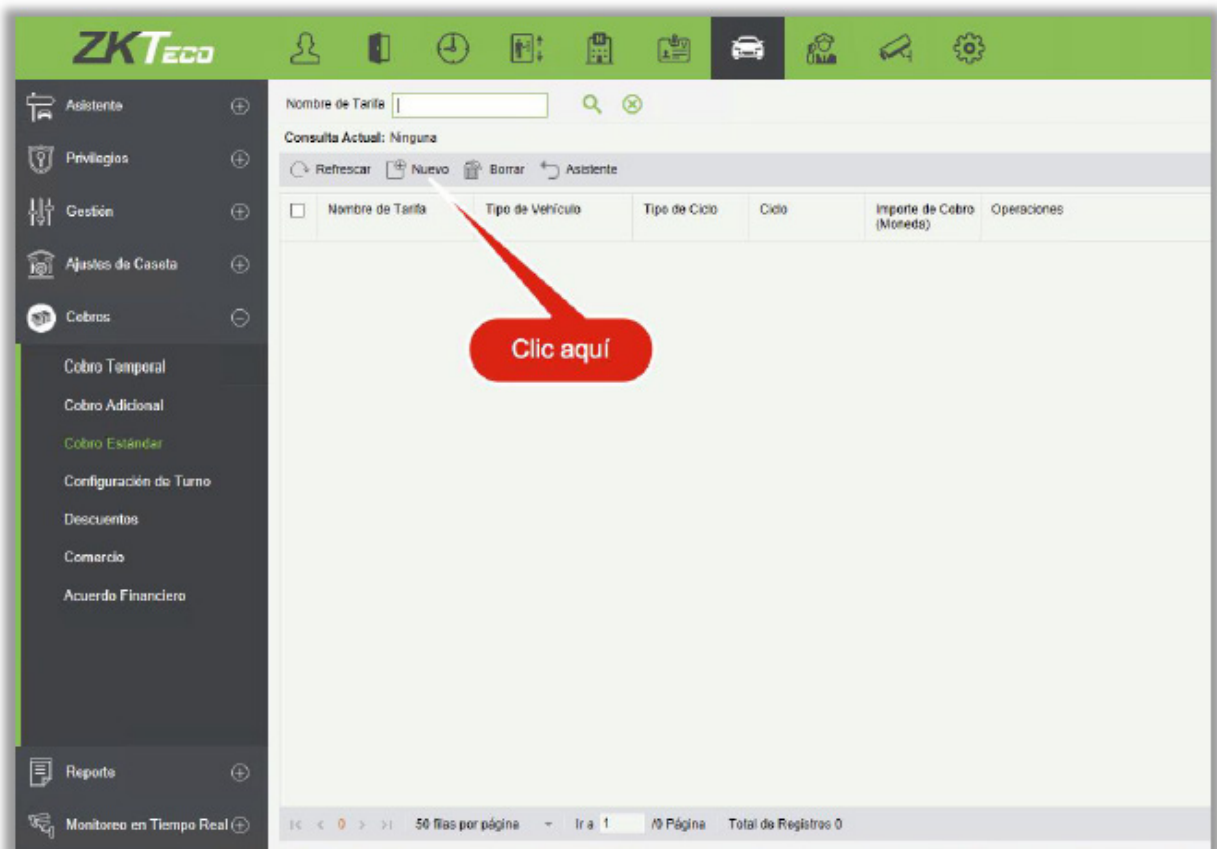 ZKTeco
Asistente
Privilegios
Gestión
Ajustes de Caseta
Cobros
Cobro Temporal
Cobro Adicional
Cobro Estándar
Configuración de Turno
Descuentos
Comercio
Acuerdo Financiero
Reporte
Monitoreo en Tiempo Real
Nombre de Tarifa
Consulta Actual: Ninguna
Refrescar Nuevo Borrar Asistente
Nombre de Tarifa Tipo de Vehículo Tipo de Ciclo Ciclo Importe de Cobro Operaciones
(Moneda)
Clic aquí
|< < 0 > >| 50 filas por página Ir a 1 /0 Página Total de Registros 0